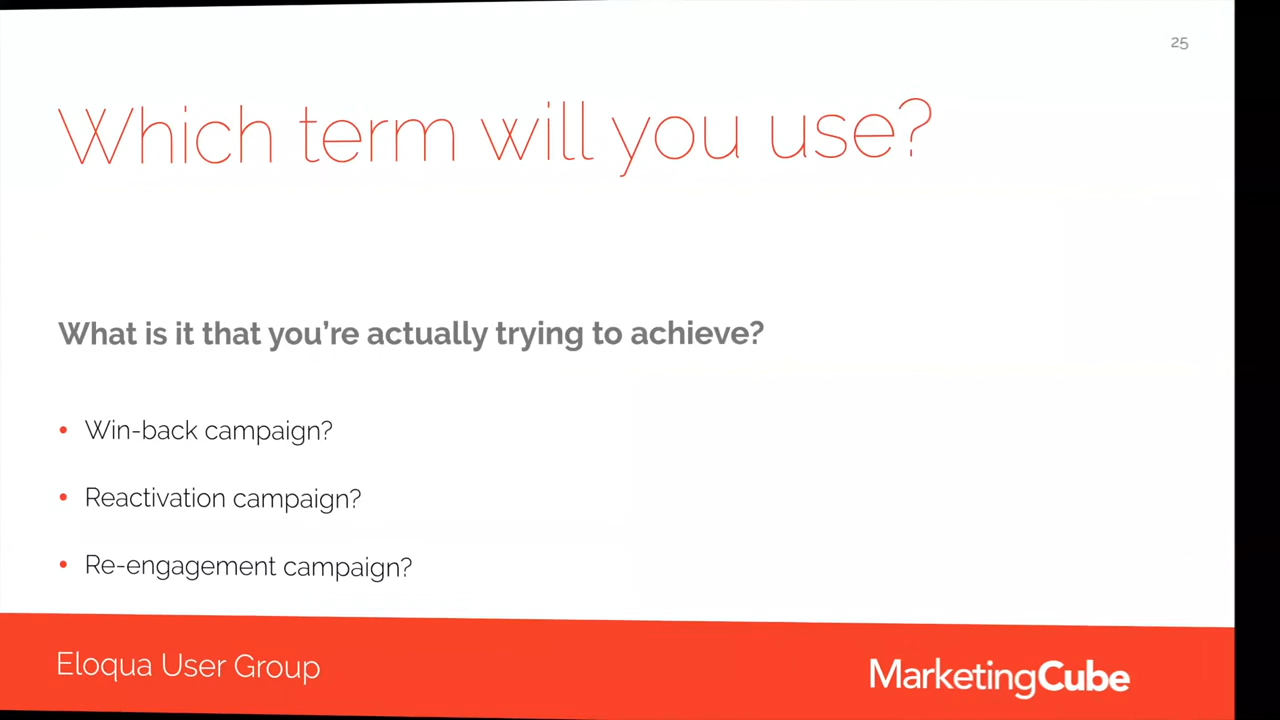 25
Which term will you use?
What is it that you're actually trying to achieve?
• Win-back campaign?
• Reactivation campaign?
• Re-engagement campaign?
Eloqua User Group
MarketingCube